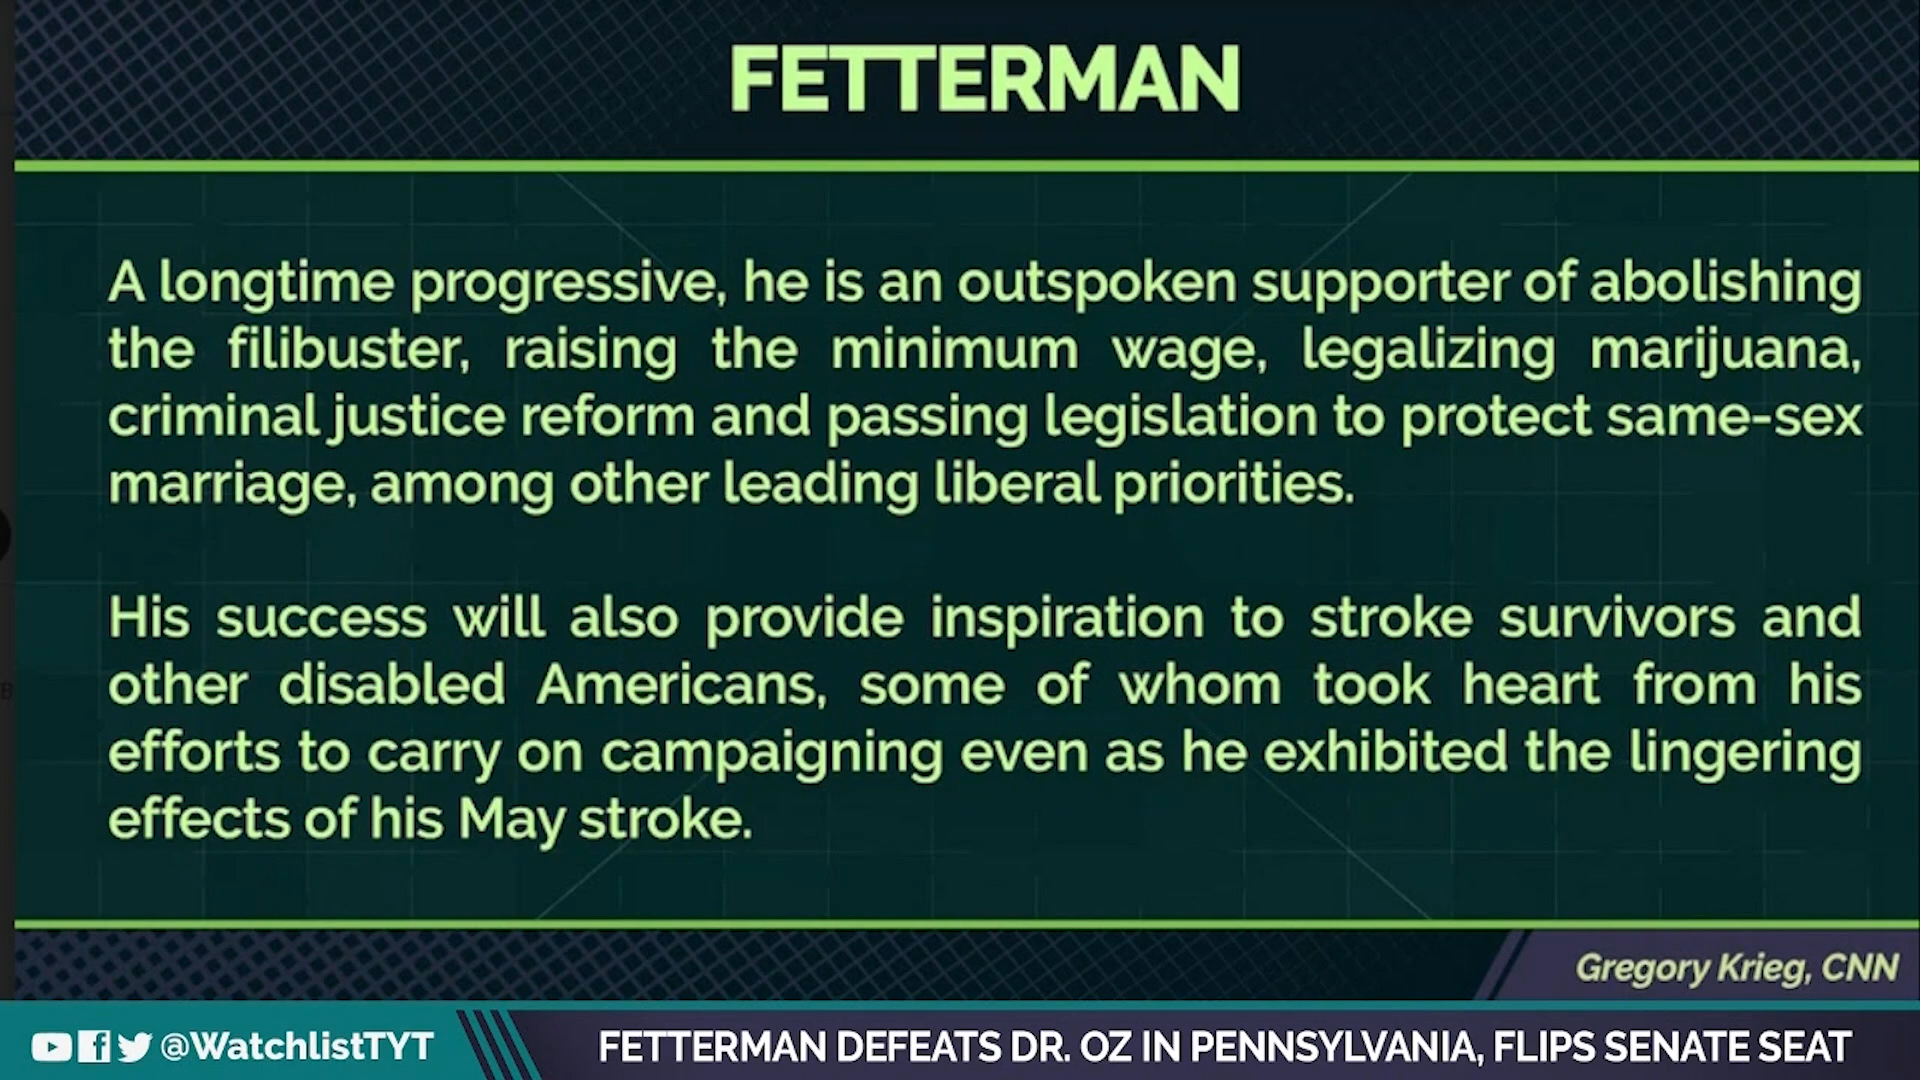 FETTERMAN
A longtime progressive, he is an outspoken supporter of abolishing
the filibuster, raising the minimum wage, legalizing marijuana,
criminal justice reform and passing legislation to protect same-sex
marriage, among other leading liberal priorities.
His success will also provide inspiration to stroke survivors and
other disabled Americans, some of whom took heart from his
efforts to carry on campaigning even as he exhibited the lingering
effects of his May stroke.
Gregory Krieg, CNN
@WatchlistTYT
FETTERMAN DEFEATS DR. OZ IN PENNSYLVANIA, FLIPS SENATE SEAT